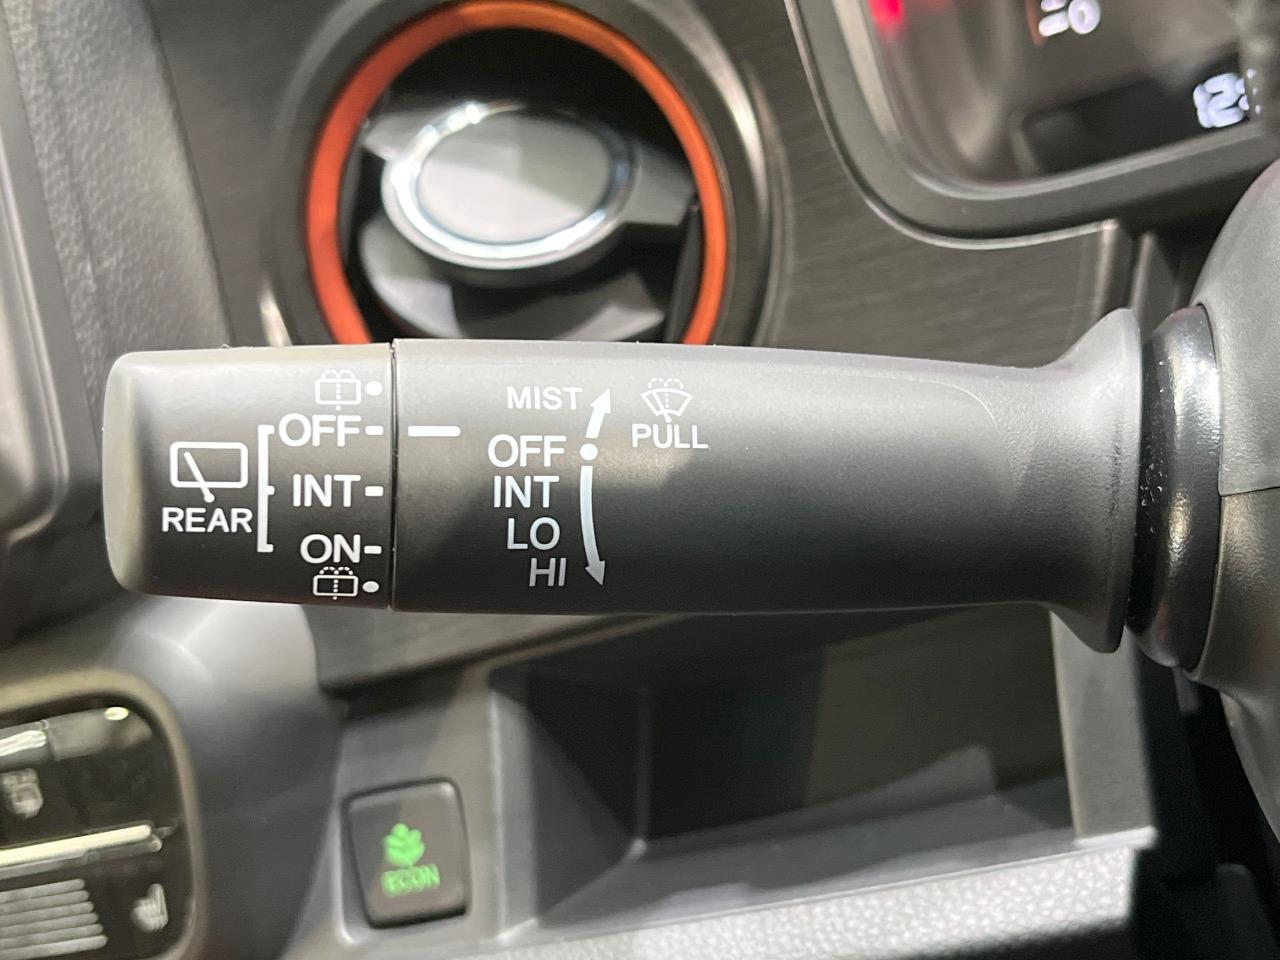 MIST
PULL
OFF
INT
LO
HI
REAR
OFF
INT
ON
ECON